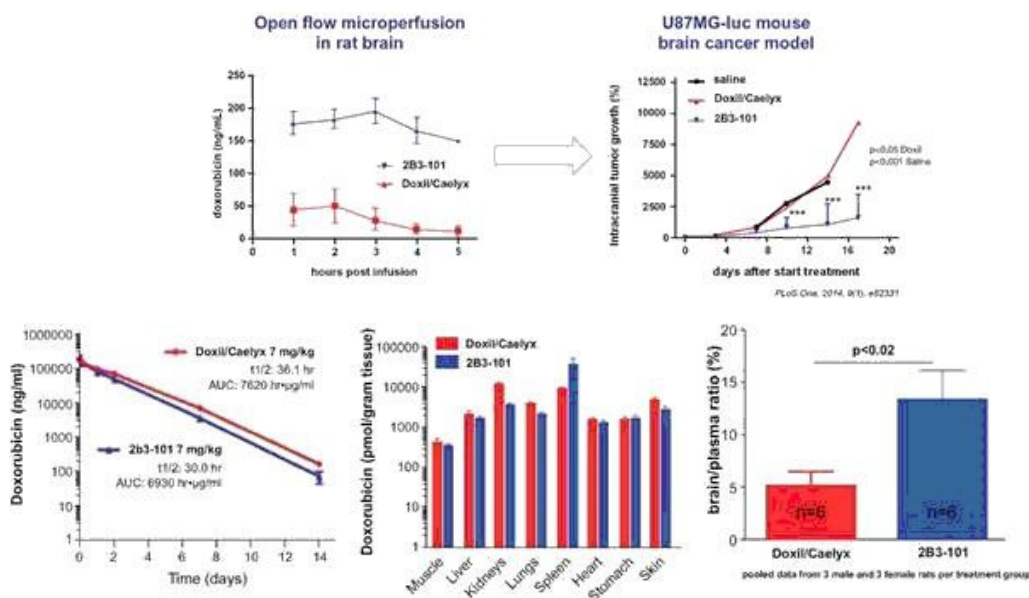 Open flow microperfusion
in rat brain
doxorubicin (ng/mL)
250
200
150
100
50
0
2B3-101
Doxil/Caelyx
0 1 2 3 4 5
hours post infusion
U87MG-luc mouse
brain cancer model
Intracranial tumor growth (%)
12500
10000
7500
5000
2500
0
saline
Doxil/Caelyx
2B3-101
p<0,05 Doxil
p<0,001 Saline
***
***
***
0 4 8 12 16 20
days after start treatment
PLoS One, 2014, 9(1), e82331
Doxorubicin (ng/ml)
1000000
100000
10000
1000
100
10
1
Doxil/Caelyx 7 mg/kg
t1/2: 36.1 hr
AUC: 7620 hr•µg/ml
2b3-101 7 mg/kg
t1/2: 30.0 hr
AUC: 6930 hr•µg/ml
0 2 4 6 8 10 12 14
Time (days)
Doxorubicin (pmol/gram tissue)
100000
10000
1000
100
10
1
Doxil/Caelyx
2B3-101
Muscle
Liver
Kidneys
Lungs
Spleen
Heart
Stomach
Skin
brain/plasma ratio (%)
20
15
10
5
0
p<0.02
n=6
n=6
Doxil/Caelyx
2B3-101
pooled data from 3 male and 3 female rats per treatment group